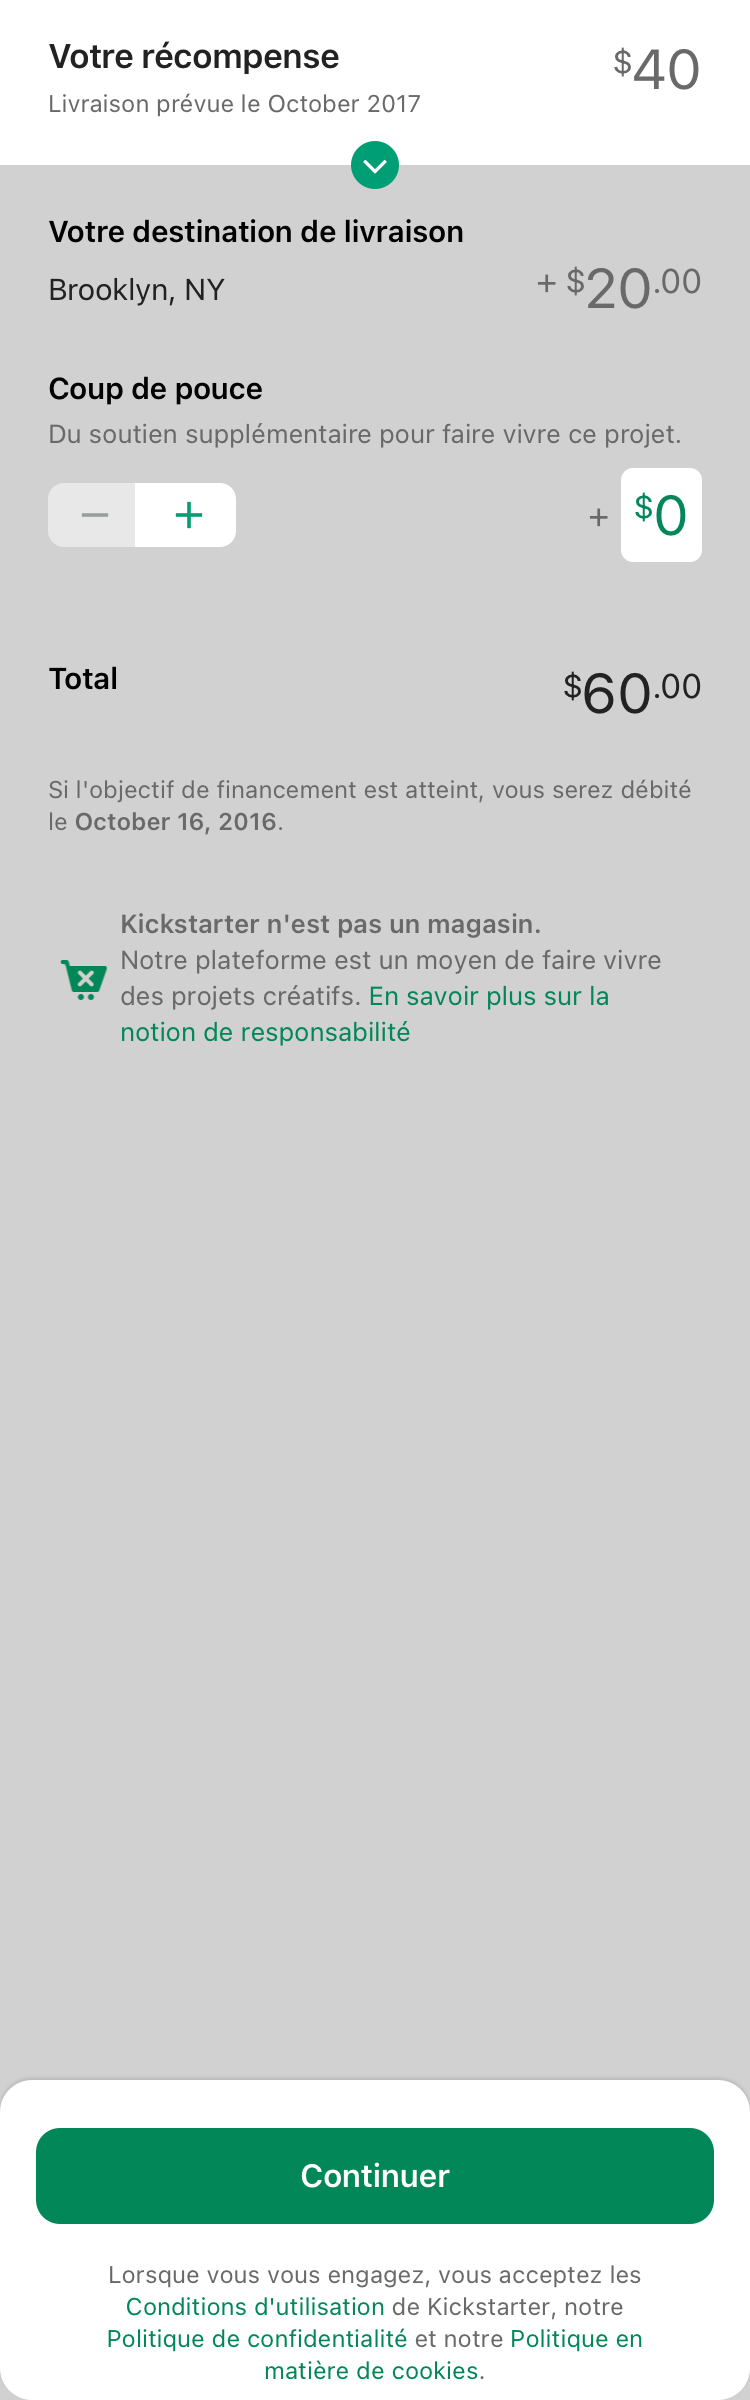 Votre récompense
$40
Livraison prévue le October 2017
Votre destination de livraison
Brooklyn, NY
+ $20.00
Coup de pouce
Du soutien supplémentaire pour faire vivre ce projet.
− +
+ $0
Total
$60.00
Si l'objectif de financement est atteint, vous serez débité
le October 16, 2016.
Kickstarter n'est pas un magasin.
Notre plateforme est un moyen de faire vivre
des projets créatifs. En savoir plus sur la
notion de responsabilité
Continuer
Lorsque vous vous engagez, vous acceptez les
Conditions d'utilisation de Kickstarter, notre
Politique de confidentialité et notre Politique en
matière de cookies.